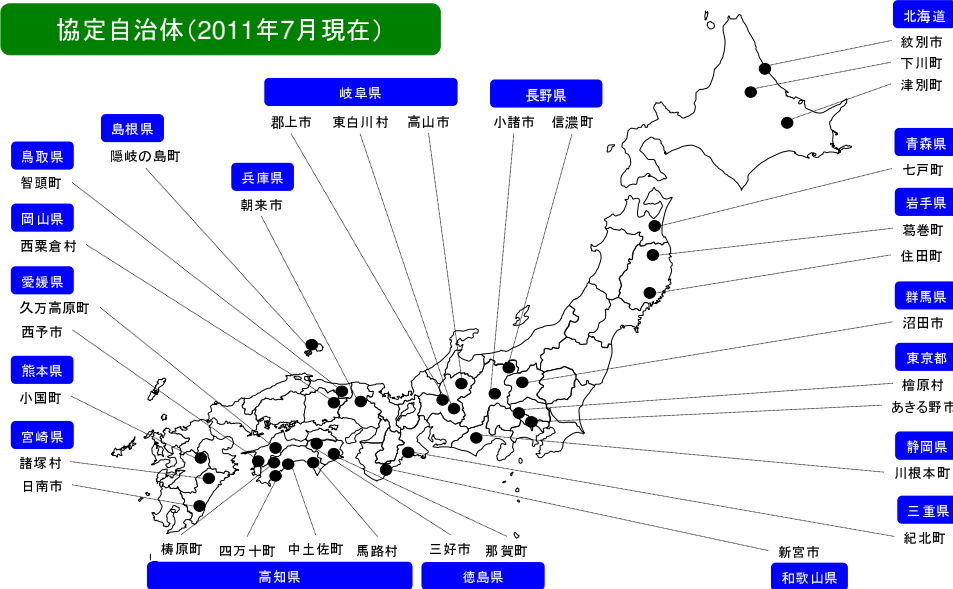 協定自治体(2011年7月現在)
北海道
紋別市
下川町
津別町
青森県
七戸町
岩手県
葛巻町
住田町
群馬県
沼田市
東京都
檜原村
あきる野市
静岡県
川根本町
三重県
紀北町
和歌山県
新宮市
長野県
小諸市 信濃町
岐阜県
郡上市 東白川村 高山市
兵庫県
朝来市
島根県
隠岐の島町
鳥取県
智頭町
岡山県
西粟倉村
愛媛県
久万高原町
西予市
熊本県
小国町
宮崎県
諸塚村
日南市
梼原町 四万十町 中土佐町 馬路村
高知県
三好市 那賀町
徳島県